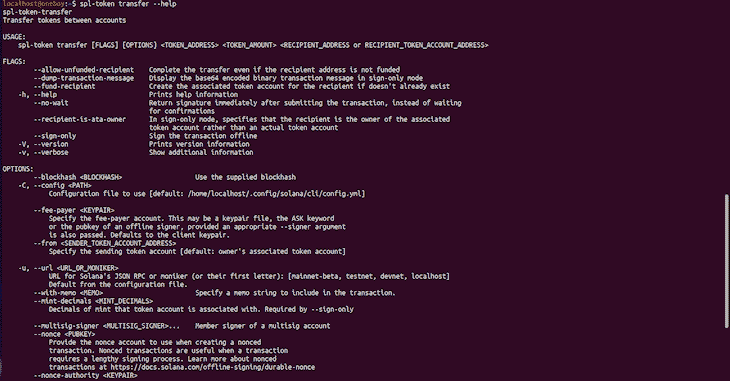 localhost@onebay:~$ spl-token transfer --help
spl-token-transfer
Transfer tokens between accounts
USAGE:
spl-token transfer [FLAGS] [OPTIONS] <TOKEN_ADDRESS> <TOKEN_AMOUNT> <RECIPIENT_ADDRESS or RECIPIENT_TOKEN_ACCOUNT_ADDRESS>
FLAGS:
--allow-unfunded-recipient Complete the transfer even if the recipient address is not funded
--dump-transaction-message Display the base64 encoded binary transaction message in sign-only mode
--fund-recipient Create the associated token account for the recipient if doesn't already exist
-h, --help Prints help information
--no-wait Return signature immediately after submitting the transaction, instead of waiting
for confirmations
--recipient-is-ata-owner In sign-only mode, specifies that the recipient is the owner of the associated
token account rather than an actual token account
--sign-only Sign the transaction offline
-V, --version Prints version information
-v, --verbose Show additional information
OPTIONS:
--blockhash <BLOCKHASH> Use the supplied blockhash
-C, --config <PATH>
Configuration file to use [default: /home/localhost/.config/solana/cli/config.yml]
--fee-payer <KEYPAIR>
Specify the fee-payer account. This may be a keypair file, the ASK keyword
or the pubkey of an offline signer, provided an appropriate --signer argument
is also passed. Defaults to the client keypair.
--from <SENDER_TOKEN_ACCOUNT_ADDRESS>
Specify the sending token account [default: owner's associated token account]
-u, --url <URL_OR_MONIKER>
URL for Solana's JSON RPC or moniker (or their first letter): [mainnet-beta, testnet, devnet, localhost]
Default from the configuration file.
--with-memo <MEMO> Specify a memo string to include in the transaction.
--mint-decimals <MINT_DECIMALS>
Decimals of mint that token account is associated with. Required by --sign-only
--multisig-signer <MULTISIG_SIGNER>... Member signer of a multisig account
--nonce <PUBKEY>
Provide the nonce account to use when creating a nonced
transaction. Nonced transactions are useful when a transaction
requires a lengthy signing process. Learn more about nonced
transactions at https://docs.solana.com/offline-signing/durable-nonce
--nonce-authority <KEYPAIR>